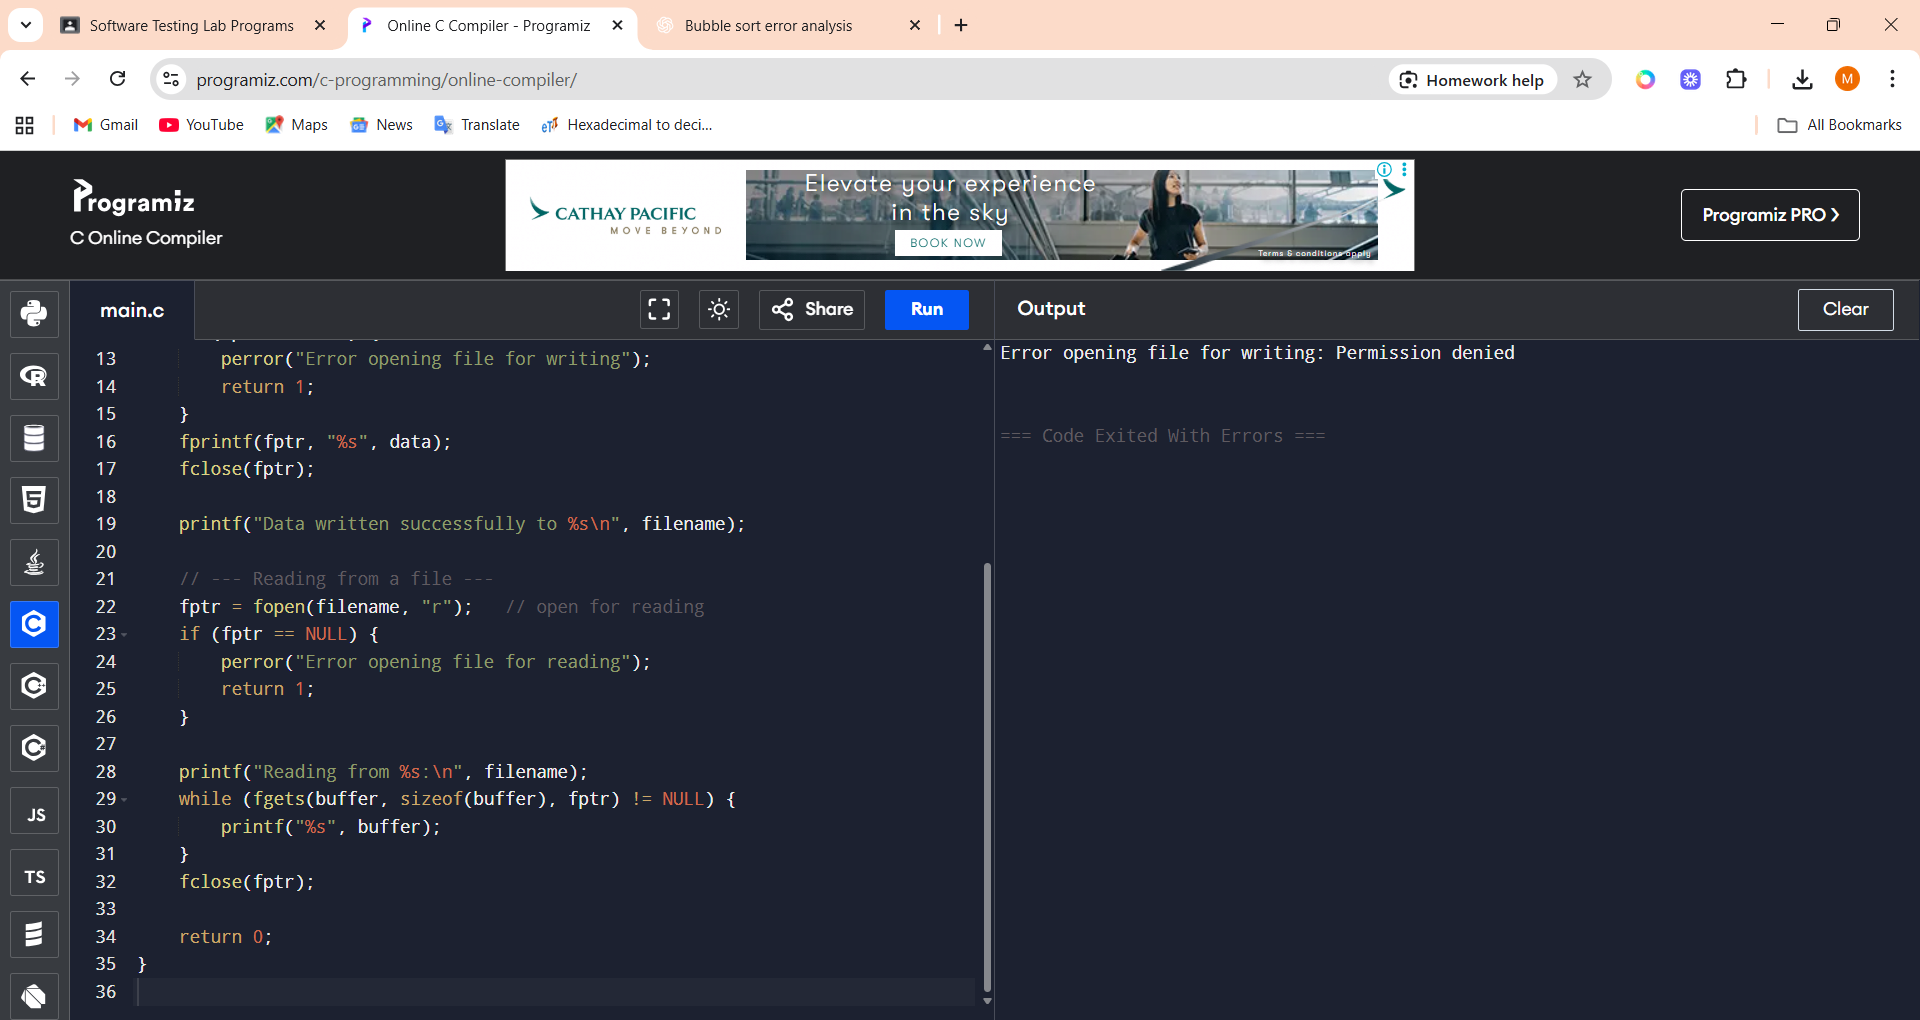 Software Testing Lab Programs
Online C Compiler - Programiz
Bubble sort error analysis
programiz.com/c-programming/online-compiler/
Homework help
M
Gmail
YouTube
Maps
News
Translate
Hexadecimal to deci...
All Bookmarks
Programiz
C Online Compiler
CATHAY PACIFIC
MOVE BEYOND
Elevate your experience
in the sky
BOOK NOW
Terms & conditions apply
Programiz PRO
main.c
Share
Run
Output
Clear
13 perror("Error opening file for writing");
14 return 1;
15 }
16 fprintf(fptr, "%s", data);
17 fclose(fptr);
18
19 printf("Data written successfully to %s\n", filename);
20
21 // --- Reading from a file ---
22 fptr = fopen(filename, "r");   // open for reading
23 if (fptr == NULL) {
24 perror("Error opening file for reading");
25 return 1;
26 }
27
28 printf("Reading from %s:\n", filename);
29 while (fgets(buffer, sizeof(buffer), fptr) != NULL) {
30 printf("%s", buffer);
31 }
32 fclose(fptr);
33
34 return 0;
35 }
36
JS
TS
Error opening file for writing: Permission denied
=== Code Exited With Errors ===